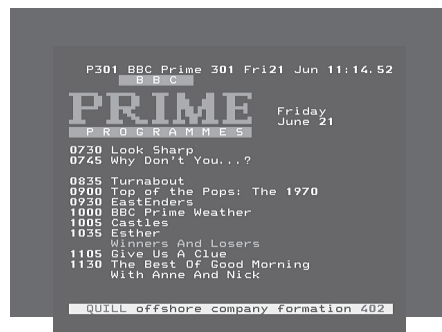 P301 BBC Prime 301 Fri21 Jun 11:14.52
BBC
PRIME
PROGRAMMES
Friday
June 21
0730 Look Sharp
0745 Why Don't You...?
0835 Turnabout
0900 Top of the Pops: The 1970
0930 EastEnders
1000 BBC Prime Weather
1005 Castles
1035 Esther
Winners And Losers
1105 Give Us A Clue
1130 The Best Of Good Morning
With Anne And Nick
QUILL offshore company formation 402